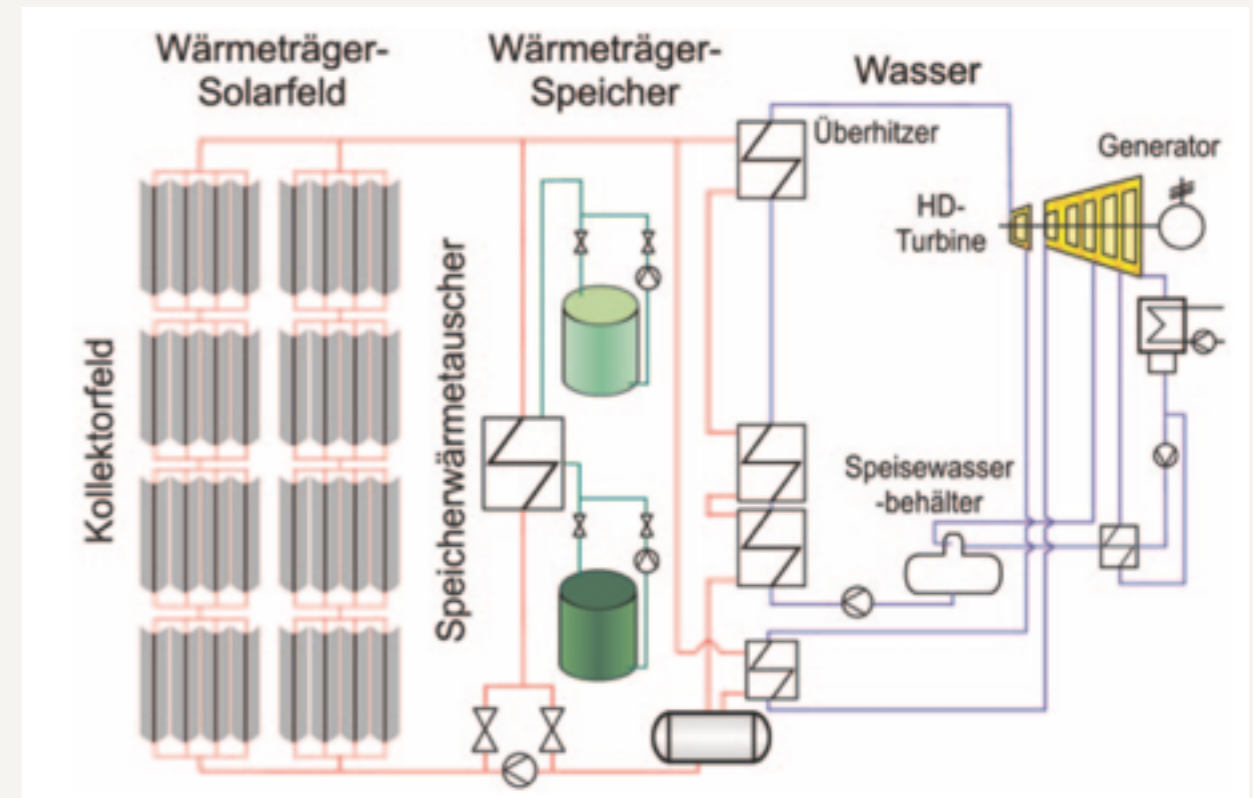 Wärmeträger-
Solarfeld
Wärmeträger-
Speicher
Wasser
Überhitzer
Generator
HD-
Turbine
Kollektorfeld
Speicherwärmetauscher
Speisewasser
-behälter